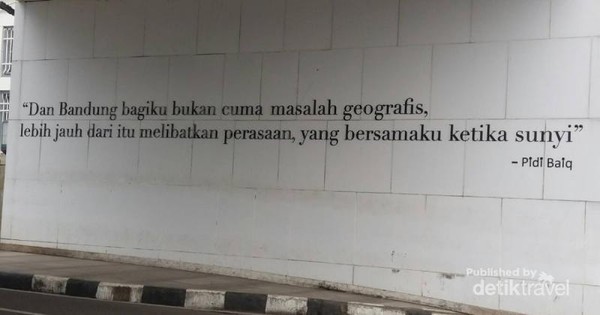 “Dan Bandung bagiku bukan cuma masalah geografis,
lebih jauh dari itu melibatkan perasaan, yang bersamaku ketika sunyi”
– Pidi Baiq
Published by
detiktravel